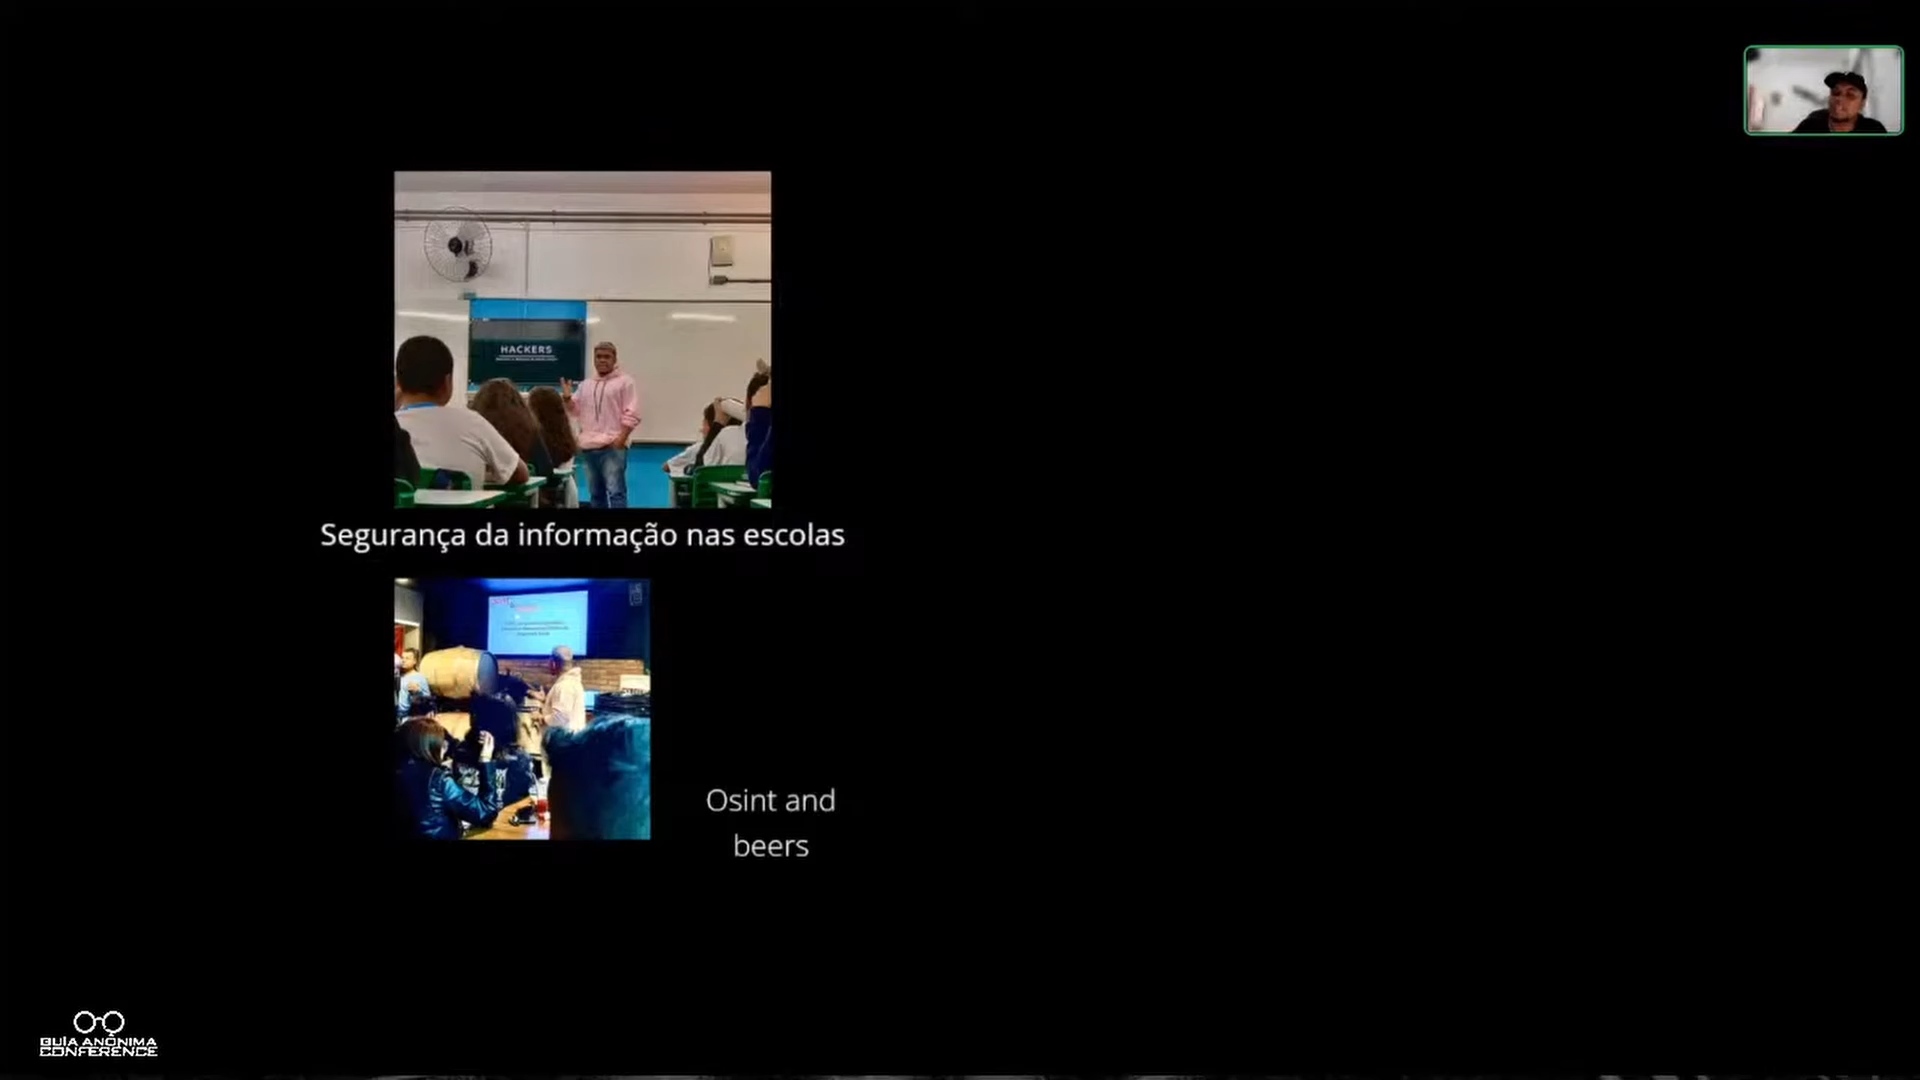 HACKERS
Segurança da informação nas escolas
Osint and
beers
GUIA ANÔNIMA
CONFERENCE